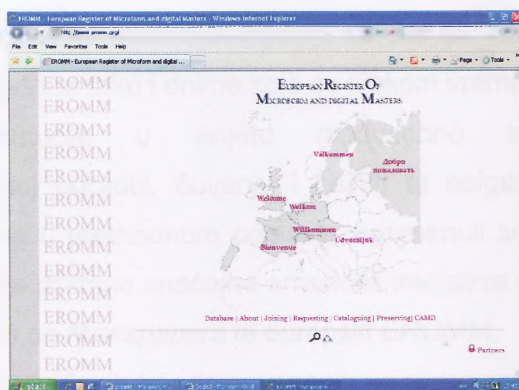 EROMM - European Register of Microform and digital Masters - Windows Internet Explorer
File Edit View Favorites Tools Help
EROMM - European Register of Microform and digital ...
Page Tools
EUROPEAN REGISTER OF
MICROFORM AND DIGITAL MASTERS
EROMM
EROMM
EROMM
EROMM
EROMM
EROMM
EROMM
EROMM
EROMM
EROMM
EROMM
EROMM
EROMM
Välkommen
Добро
пожаловать
Welcome
Welkom
Willkommen
Bienvenue
Üdvözöljük
Database | About | Joining | Requesting | Cataloguing | Preserving | CAMD
Partners